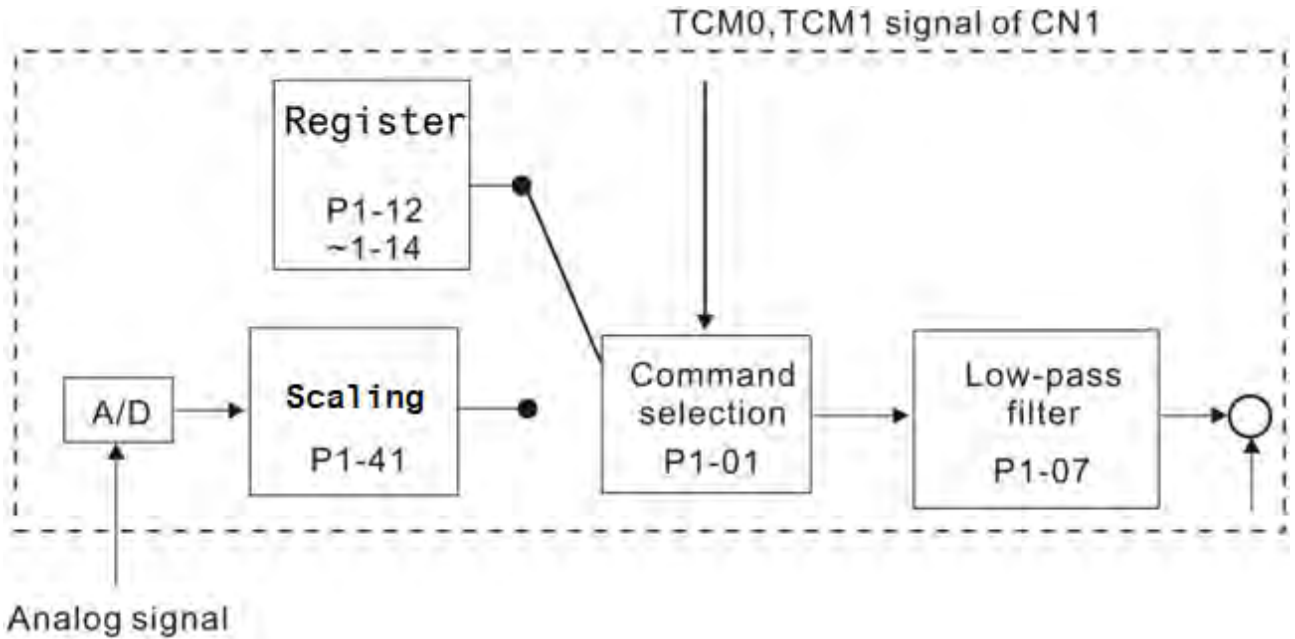 TCM0,TCM1 signal of CN1
Register
P1-12
~1-14
A/D
Scaling
P1-41
Command
selection
P1-01
Low-pass
filter
P1-07
Analog signal